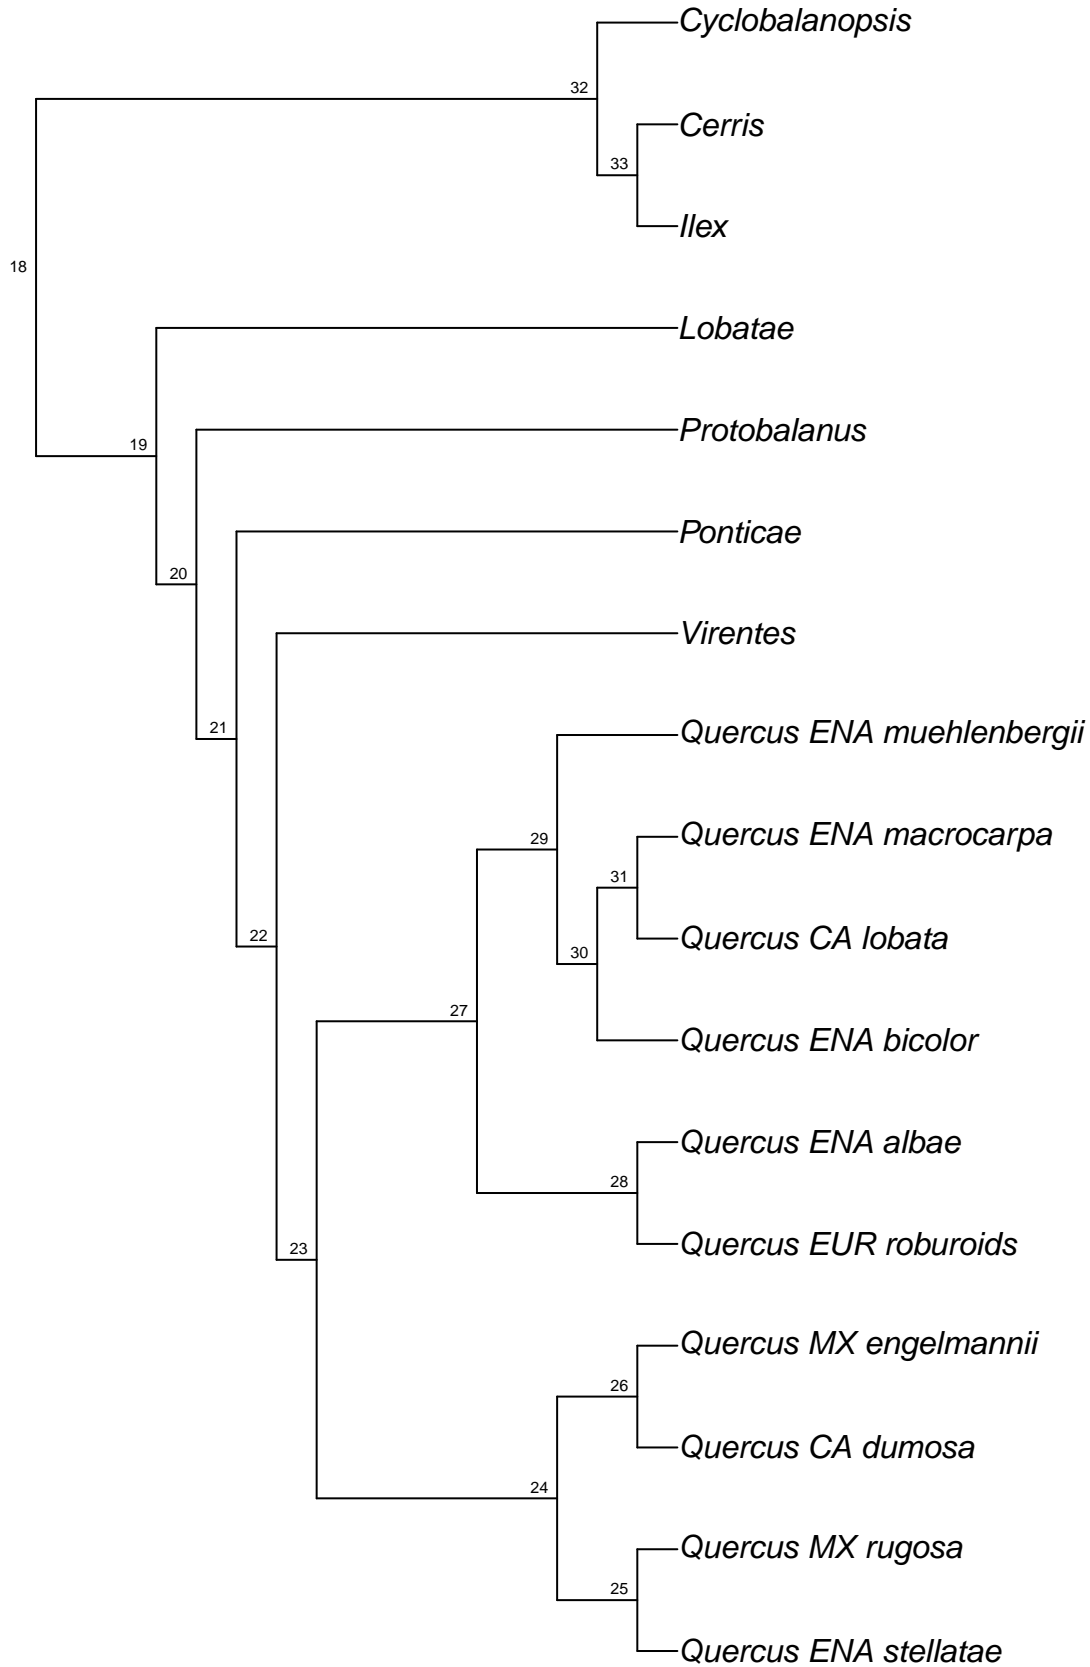 Cyclobalanopsis
32
Cerris
33
Ilex
18
Lobatae
Protobalanus
19
Ponticae
20
Virentes
21
Quercus ENA muehlenbergii
Quercus ENA macrocarpa
29
31
22
Quercus CA lobata
30
27
Quercus ENA bicolor
Quercus ENA albae
28
Quercus EUR roburoids
23
Quercus MX engelmannii
26
Quercus CA dumosa
24
Quercus MX rugosa
25
Quercus ENA stellatae